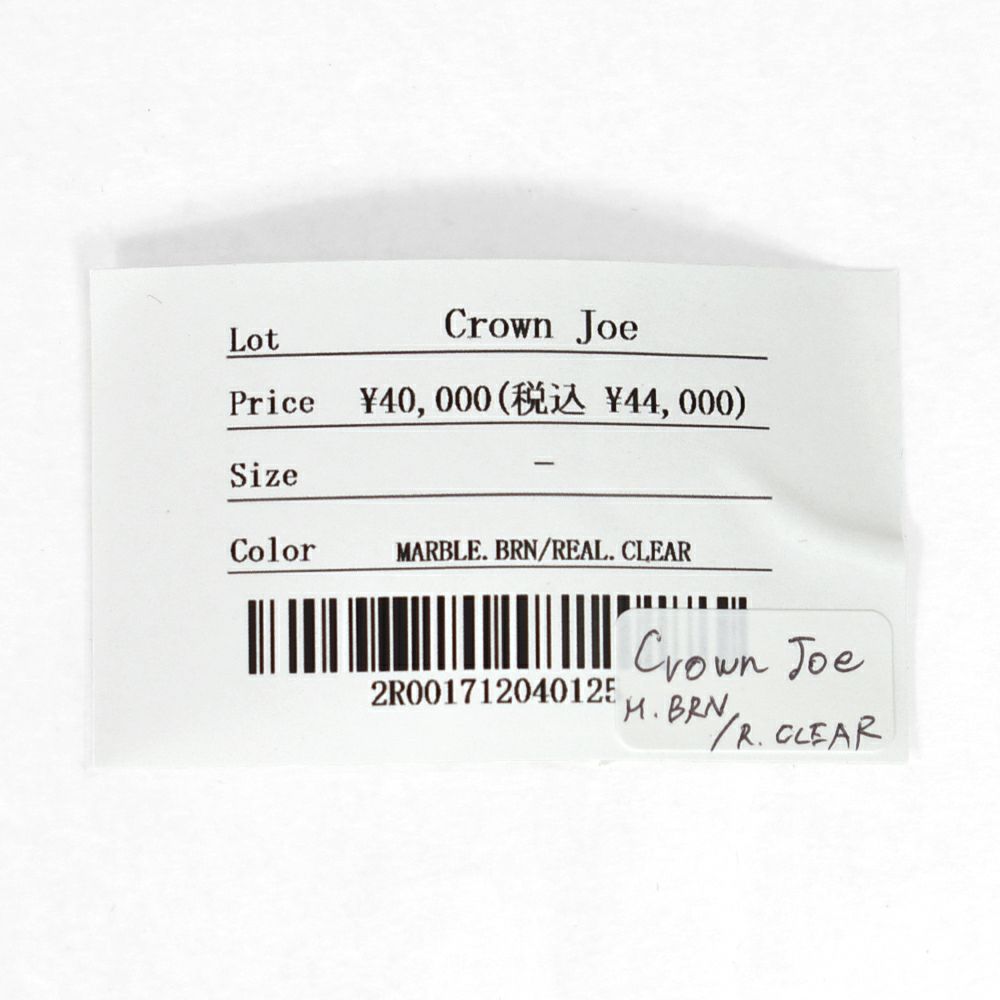 Lot Crown Joe
Price ¥40,000(税込 ¥44,000)
Size –
Color MARBLE.BRN/REAL.CLEAR
2R001712040125
Crown Joe
M.BRN
/R.CLEAR